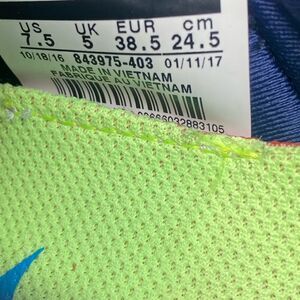 US UK EUR cm
7.5 5 38.5 24.5
10/18/16 843975-403 01/11/17
MADE IN VIETNAM
FABRIQUE AU VIETNAM